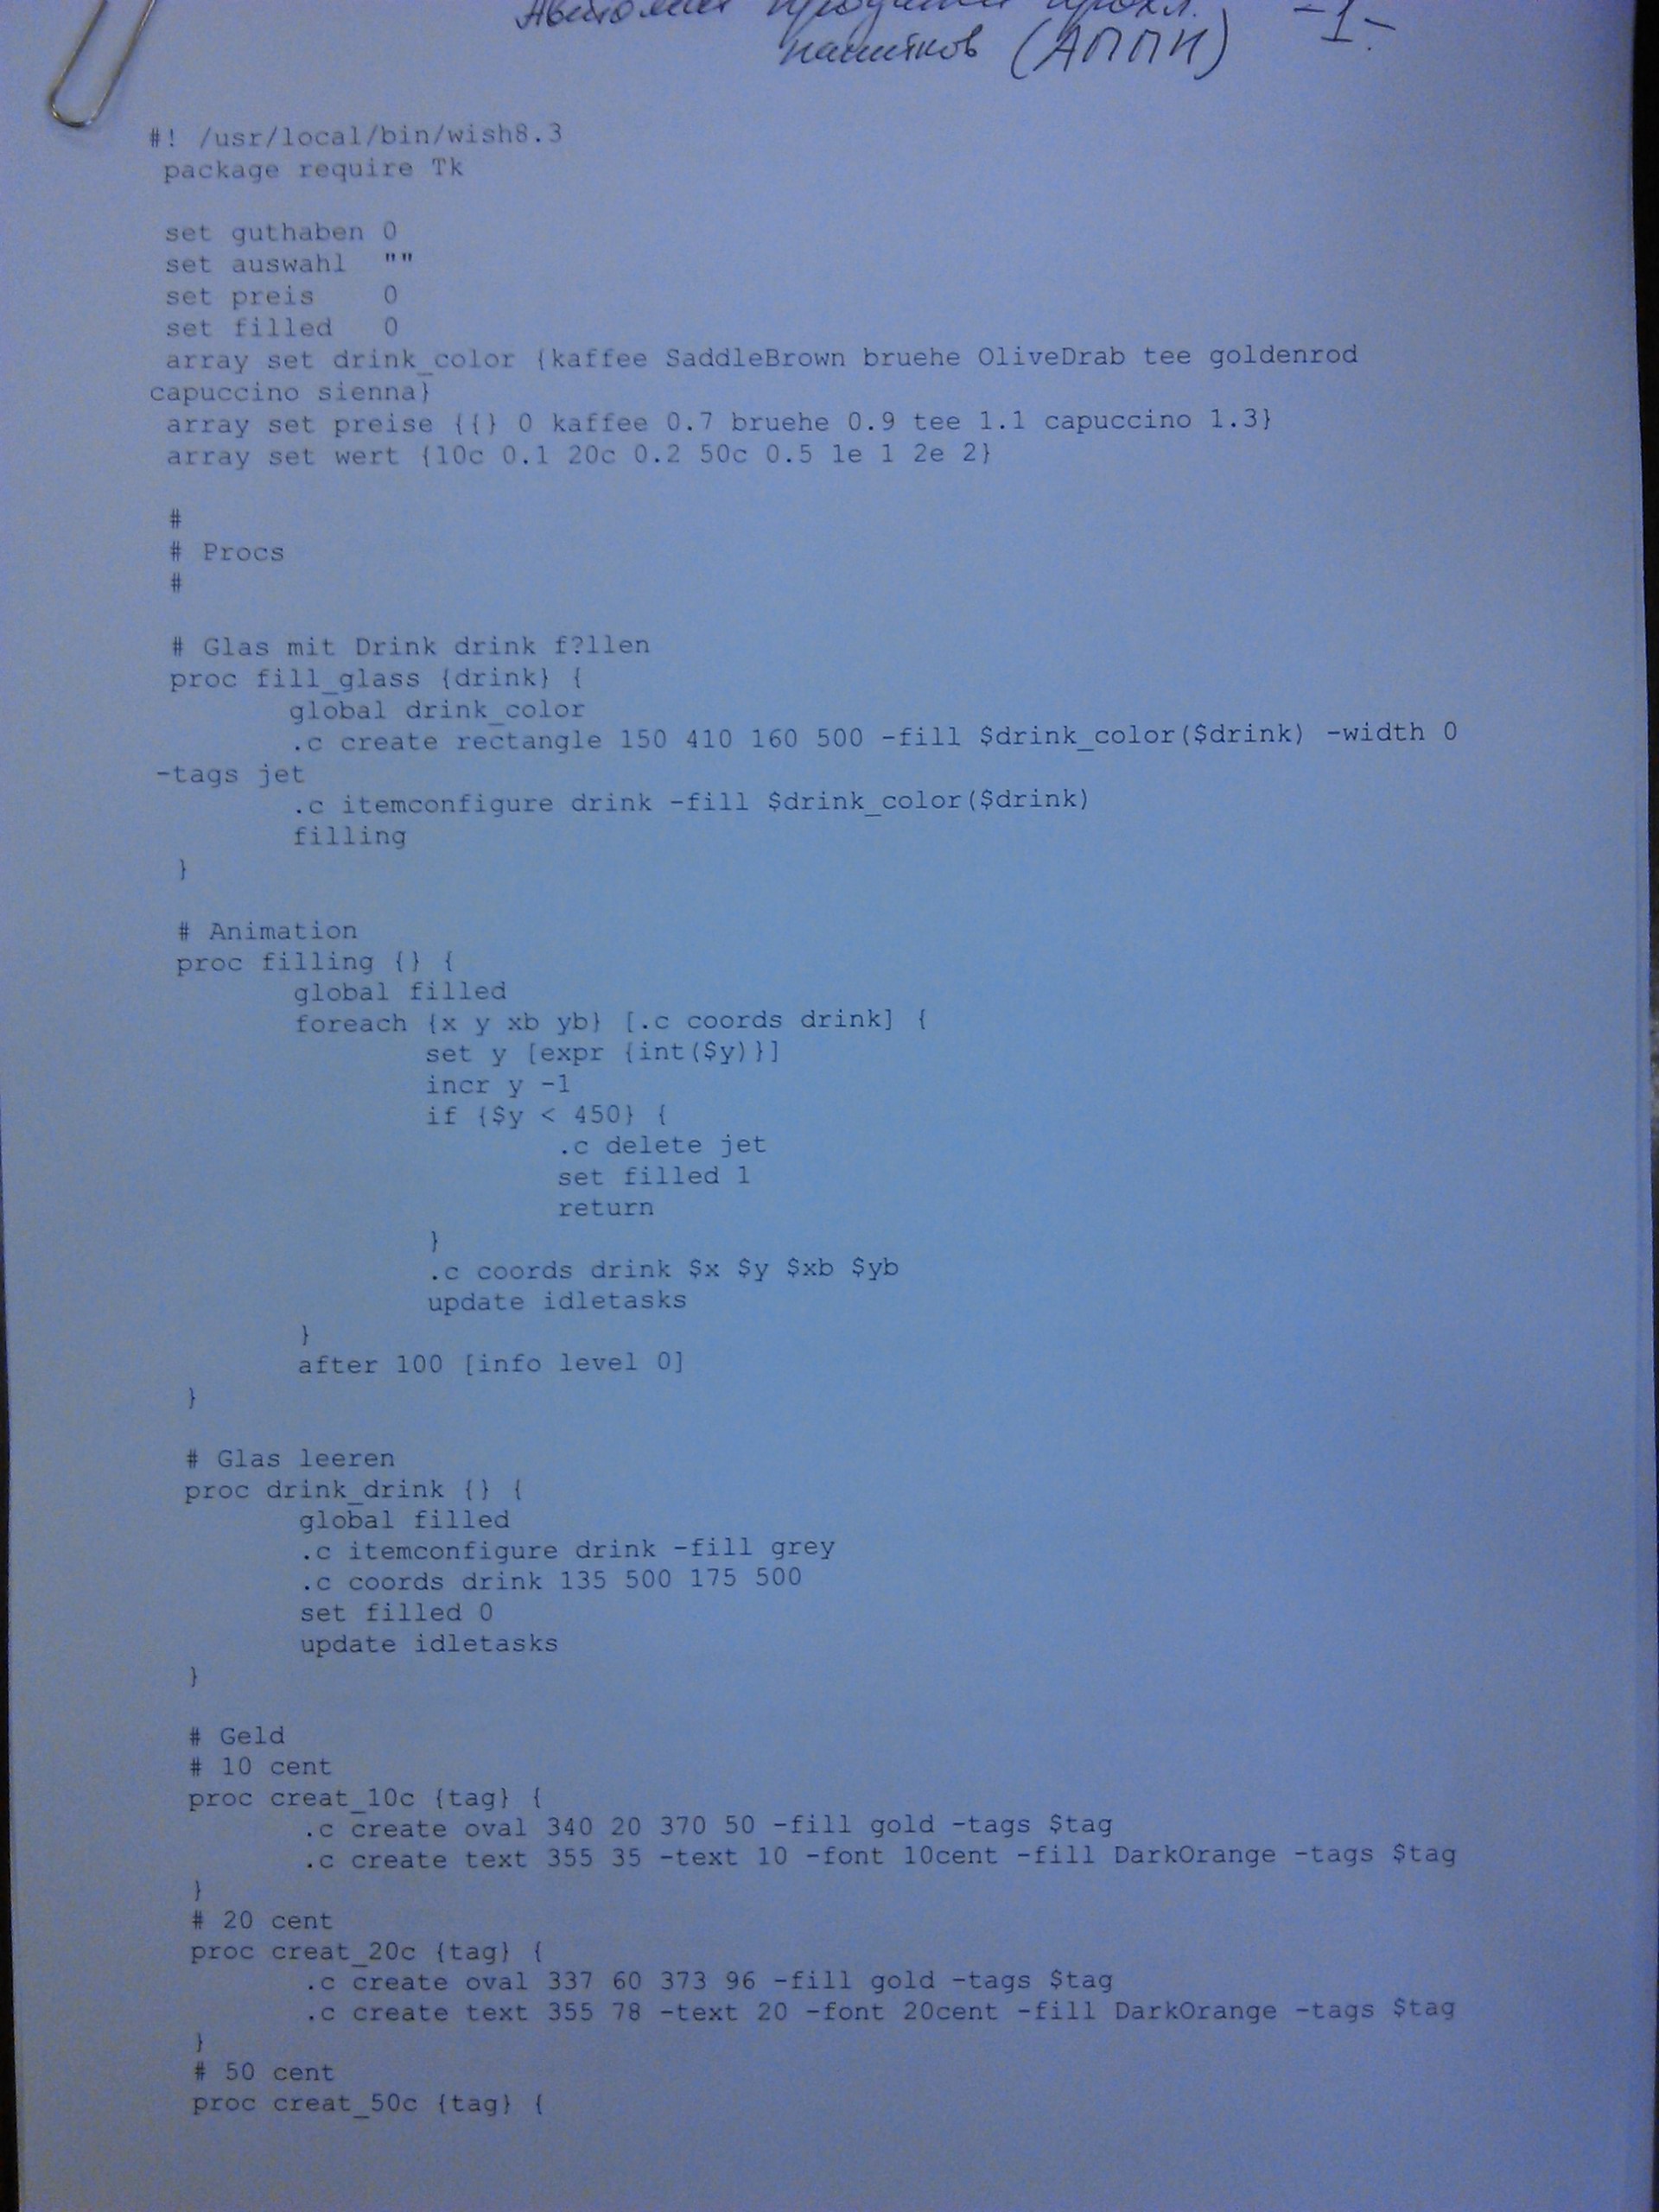 Автомат продажи прохл. -1-
напитков (АППН)
#! /usr/local/bin/wish8.3
package require Tk
set guthaben 0
set auswahl ""
set preis 0
set filled 0
array set drink_color {kaffee SaddleBrown bruehe OliveDrab tee goldenrod
capuccino sienna}
array set preise {{} 0 kaffee 0.7 bruehe 0.9 tee 1.1 capuccino 1.3}
array set wert {10c 0.1 20c 0.2 50c 0.5 1e 1 2e 2}
#
# Procs
#
# Glas mit Drink drink f?llen
proc fill_glass {drink} {
global drink_color
.c create rectangle 150 410 160 500 -fill $drink_color($drink) -width 0
-tags jet
.c itemconfigure drink -fill $drink_color($drink)
filling
}
# Animation
proc filling {} {
global filled
foreach {x y xb yb} [.c coords drink] {
set y [expr {int($y)}]
incr y -1
if {$y < 450} {
.c delete jet
set filled 1
return
}
.c coords drink $x $y $xb $yb
update idletasks
}
after 100 [info level 0]
}
# Glas leeren
proc drink_drink {} {
global filled
.c itemconfigure drink -fill grey
.c coords drink 135 500 175 500
set filled 0
update idletasks
}
# Geld
# 10 cent
proc creat_10c {tag} {
.c create oval 340 20 370 50 -fill gold -tags $tag
.c create text 355 35 -text 10 -font 10cent -fill DarkOrange -tags $tag
}
# 20 cent
proc creat_20c {tag} {
.c create oval 337 60 373 96 -fill gold -tags $tag
.c create text 355 78 -text 20 -font 20cent -fill DarkOrange -tags $tag
}
# 50 cent
proc creat_50c {tag} {